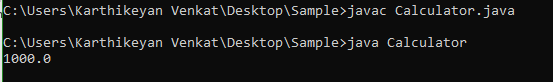 C:\Users\Karthikeyan Venkat\Desktop\Sample>javac Calculator.java
C:\Users\Karthikeyan Venkat\Desktop\Sample>java Calculator
1000.0